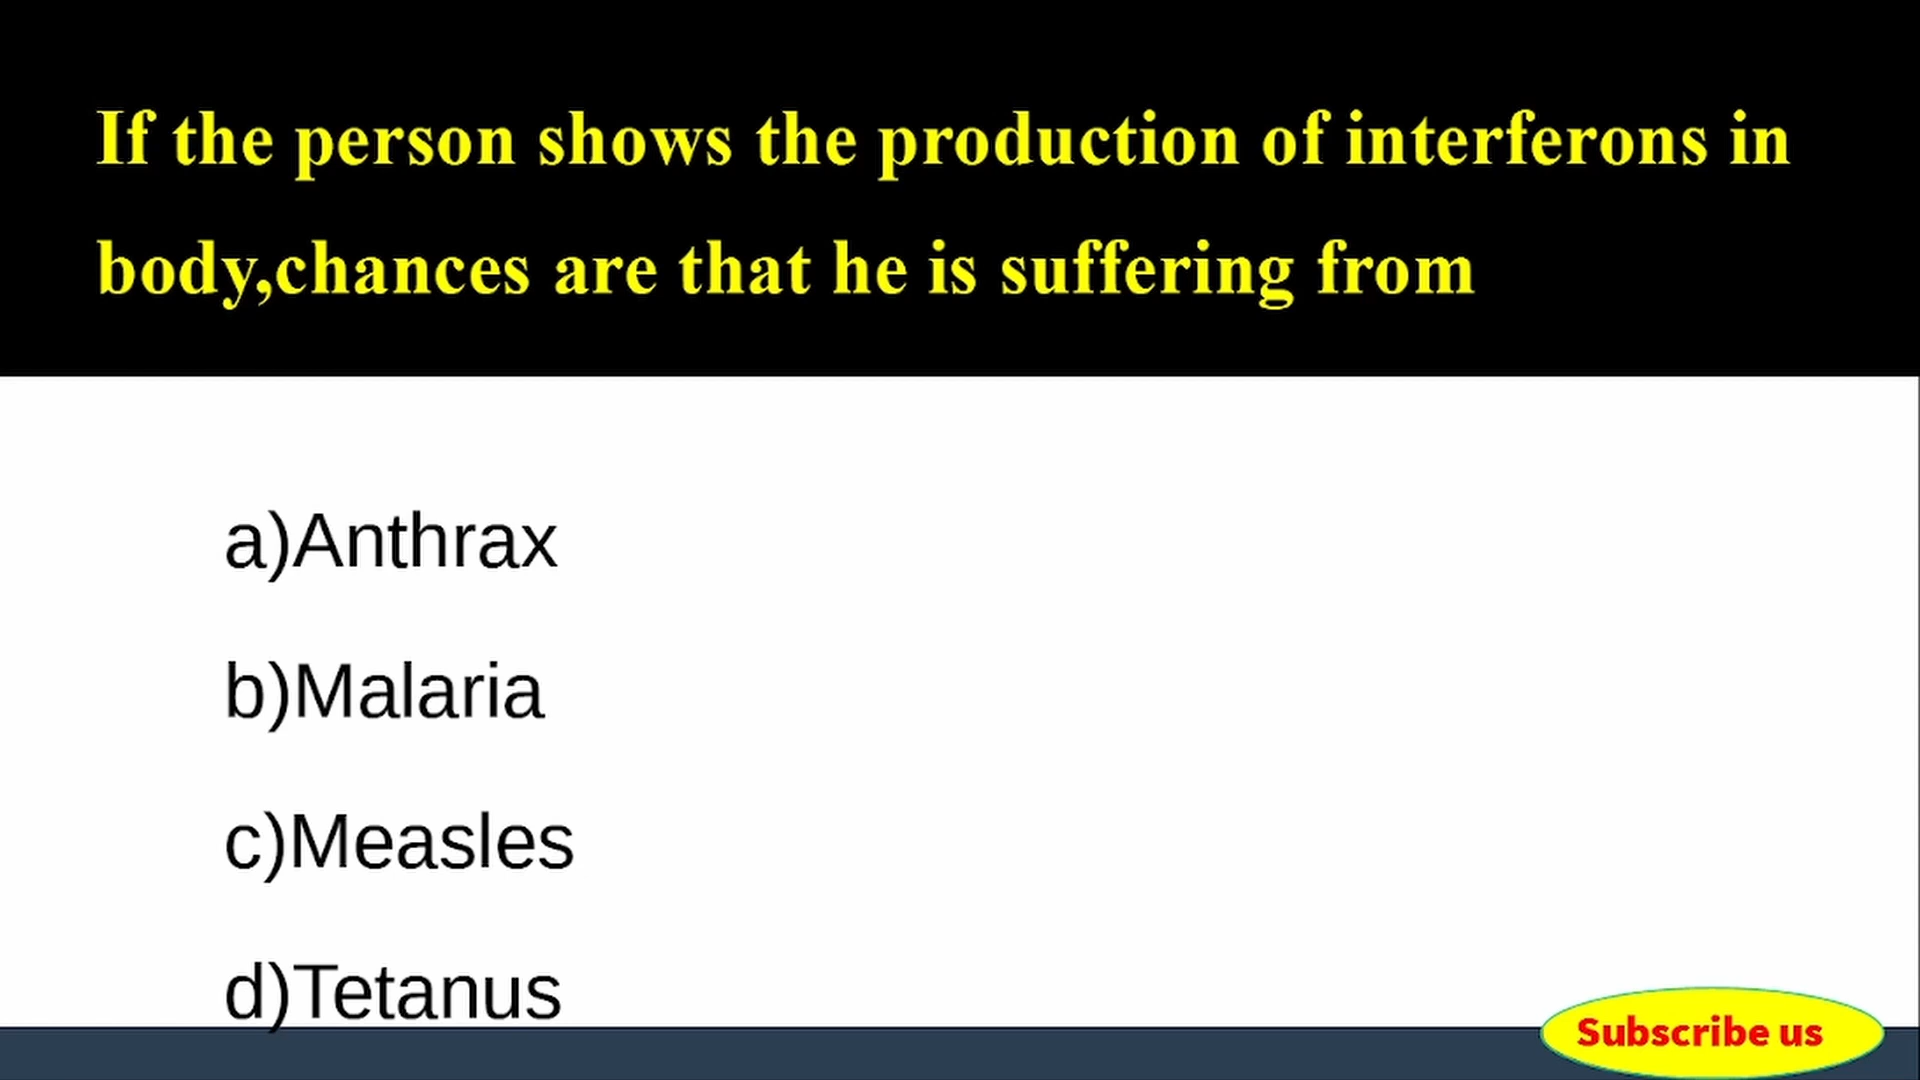 If the person shows the production of interferons in
body,chances are that he is suffering from
a)Anthrax
b)Malaria
c)Measles
d)Tetanus
Subscribe us